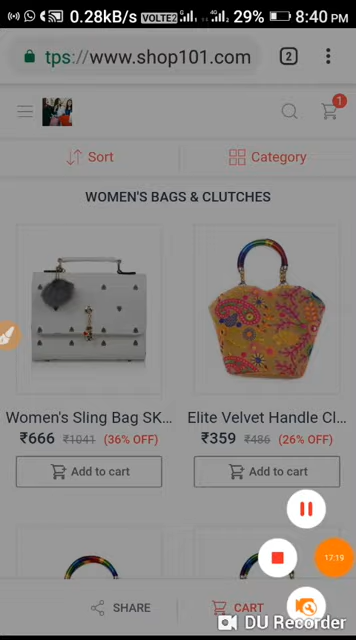 0.28kB/s VOLTE2 G 4G 29% 8:40 PM
tps://www.shop101.com 2
1
Sort Category
WOMEN'S BAGS & CLUTCHES
Women's Sling Bag SK... Elite Velvet Handle Cl...
₹666 ₹1041 (36% OFF) ₹359 ₹486 (26% OFF)
Add to cart Add to cart
17:19
SHARE CART
DU Recorder